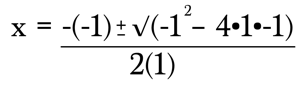 x = -(-1) ± √(-1² − 4•1•-1)
2(1)